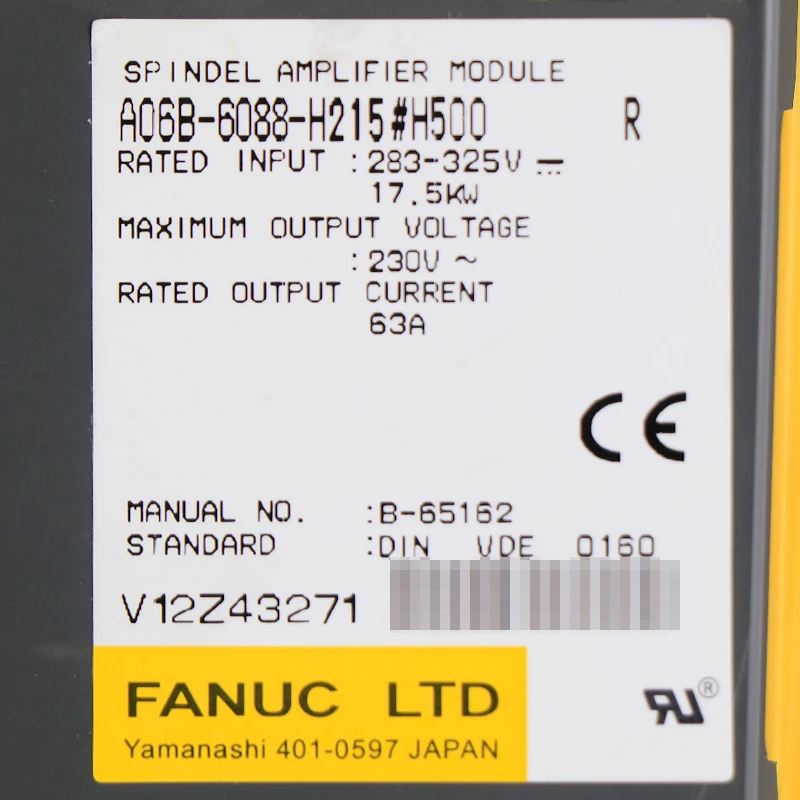 SPINDEL AMPLIFIER MODULE
A06B-6088-H215#H500 R
RATED INPUT :283-325V ⎓
17.5KW
MAXIMUM OUTPUT VOLTAGE
:230V ~
RATED OUTPUT CURRENT
63A
CE
MANUAL NO. :B-65162
STANDARD :DIN VDE 0160
V12Z43271
FANUC LTD
Yamanashi 401-0597 JAPAN
RU®